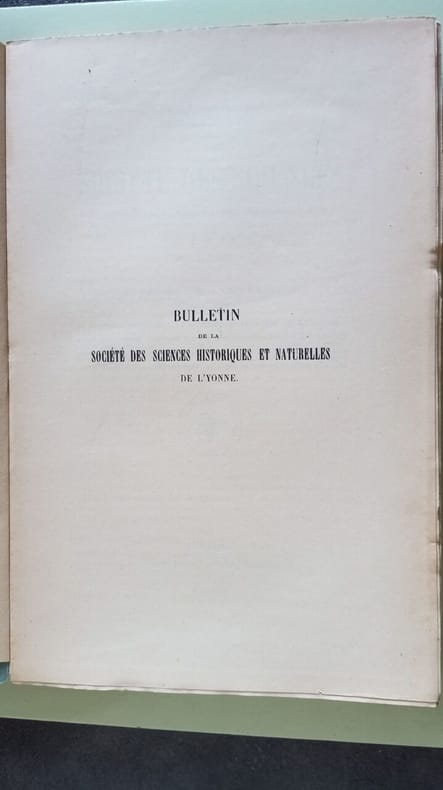 BULLETIN
DE LA
SOCIÉTÉ DES SCIENCES HISTORIQUES ET NATURELLES
DE L'YONNE.